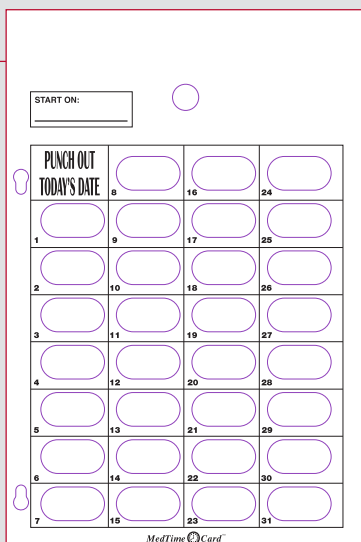 START ON:
PUNCH OUT
TODAY'S DATE
8 16 24
1 9 17 25
2 10 18 26
3 11 19 27
4 12 20 28
5 13 21 29
6 14 22 30
7 15 23 31
MedTime Card™